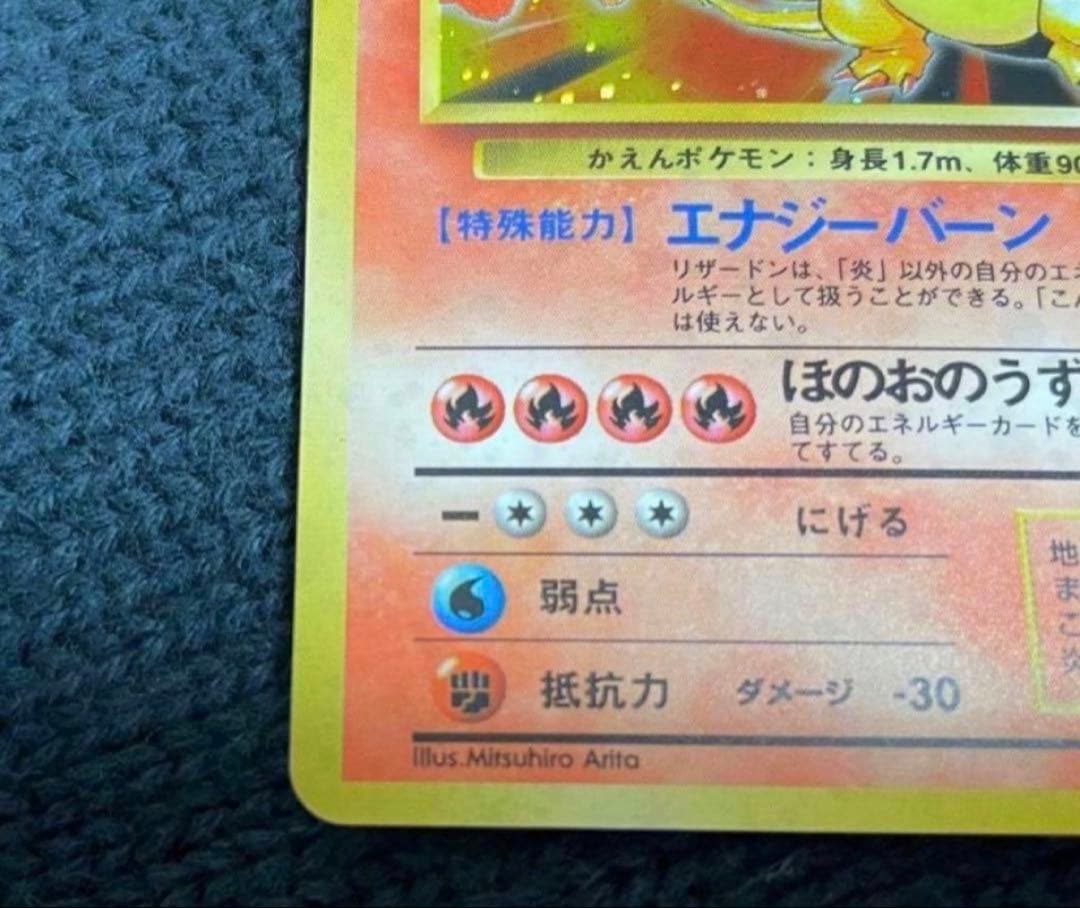 かえんポケモン：身長1.7m、体重90
【特殊能力】 エナジーバーン
リザードンは、「炎」以外の自分のエネ
ルギーとして扱うことができる。「こん
は使えない。
ほのおのうず
自分のエネルギーカードを
てすてる。
にげる
弱点
抵抗力 ダメージ -30
Illus.Mitsuhiro Arita
地
ま
こ
炎